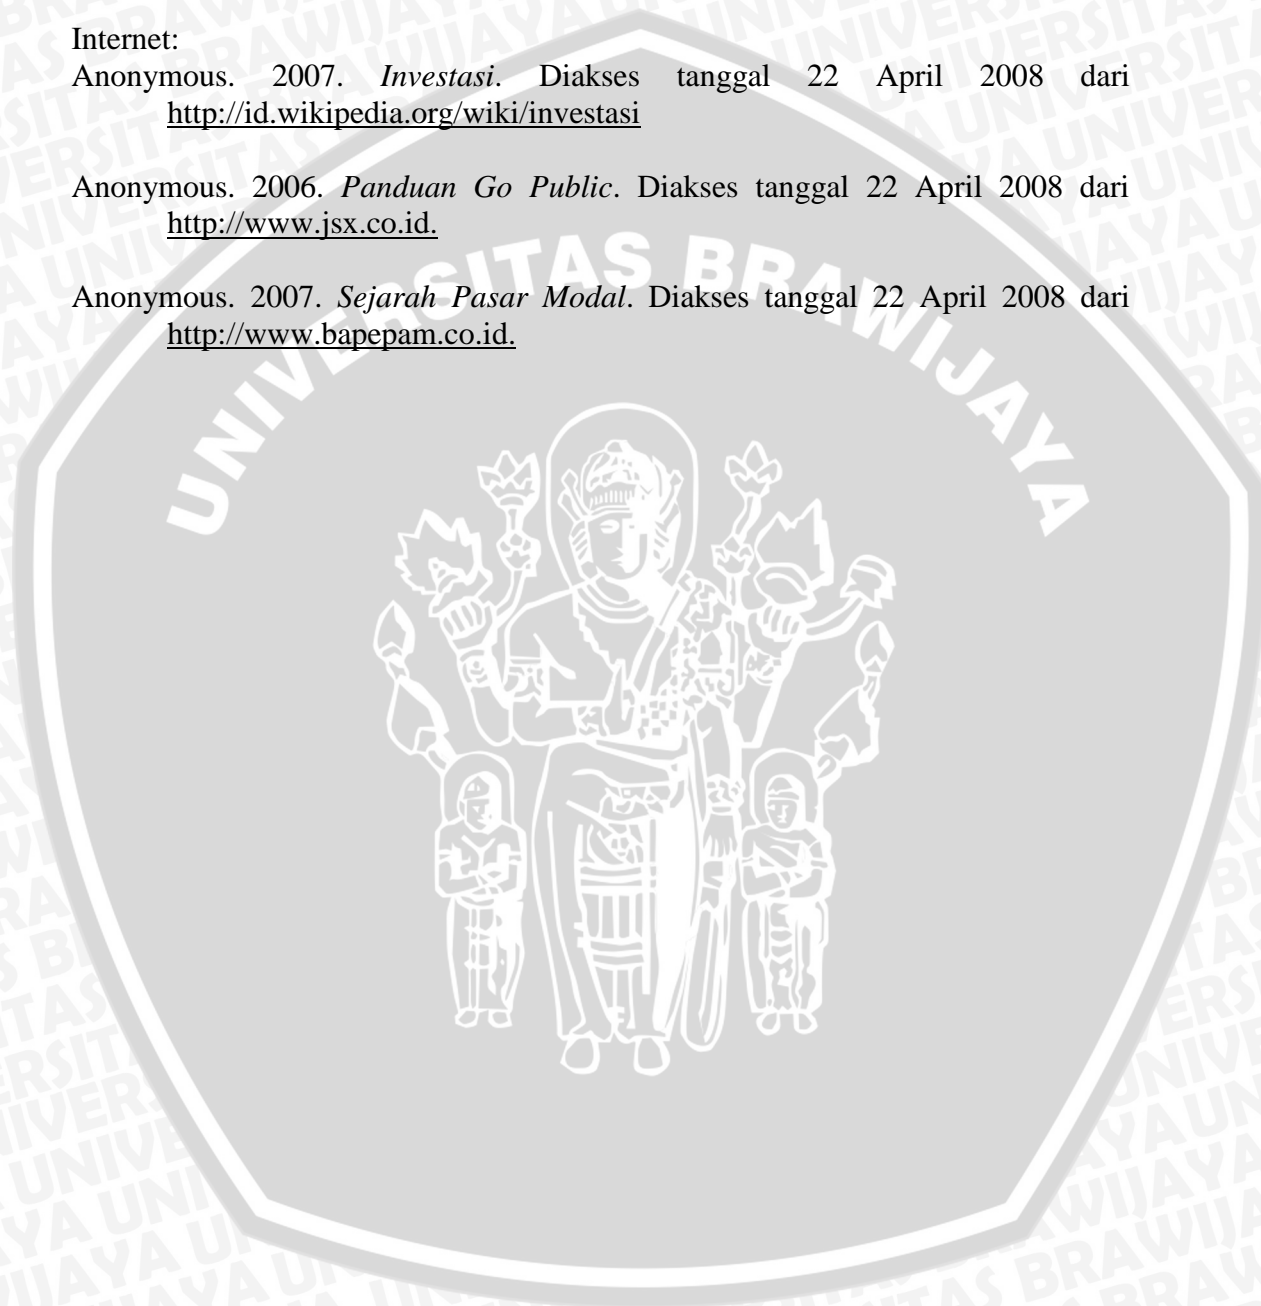 Internet:
Anonymous. 2007. Investasi. Diakses tanggal 22 April 2008 dari
http://id.wikipedia.org/wiki/investasi
Anonymous. 2006. Panduan Go Public. Diakses tanggal 22 April 2008 dari
http://www.jsx.co.id.
Anonymous. 2007. Sejarah Pasar Modal. Diakses tanggal 22 April 2008 dari
http://www.bapepam.co.id.
UNIVERSITAS BRAWIJAYA